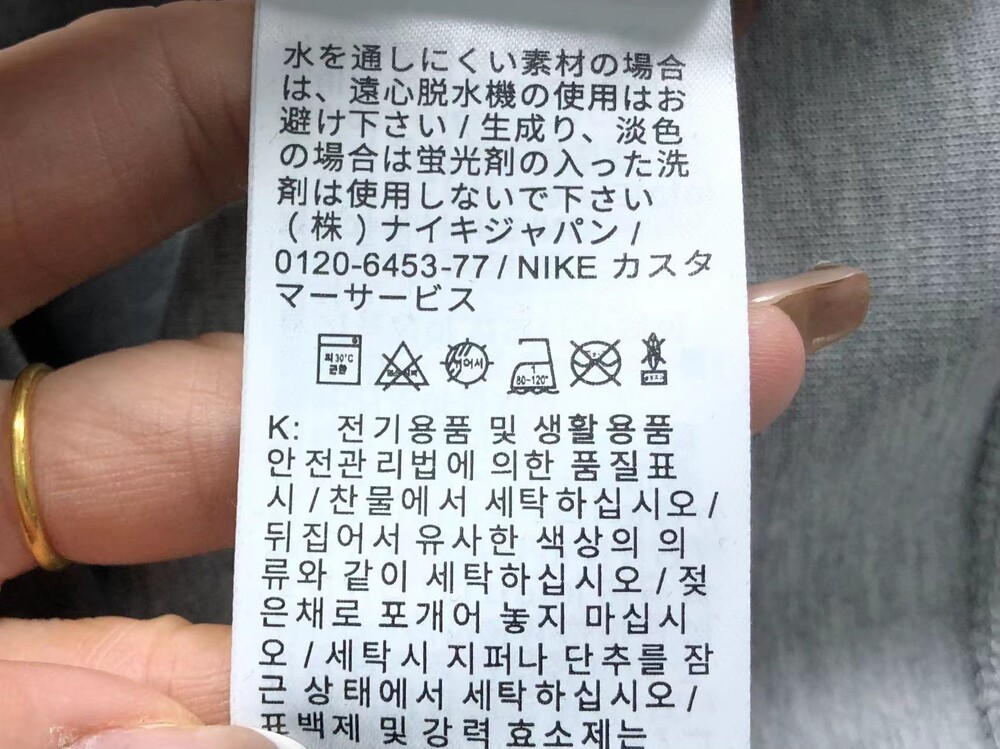 水を通しにくい素材の場合
は、遠心脱水機の使用はお
避け下さい / 生成り、淡色
の場合は蛍光剤の入った洗
剤は使用しないで下さい
(株)ナイキジャパン /
0120-6453-77 / NIKE カスタ
マーサービス
80~120°
K: 전기용품 및 생활용품
안전관리법에 의한 품질표
시 / 찬물에서 세탁하십시오 /
뒤집어서 유사한 색상의 의
류와 같이 세탁하십시오 / 젖
은채로 포개어 놓지 마십시
오 / 세탁시 지퍼나 단추를 잠
근 상태에서 세탁하십시오 /
표백제 및 강력 효소제는